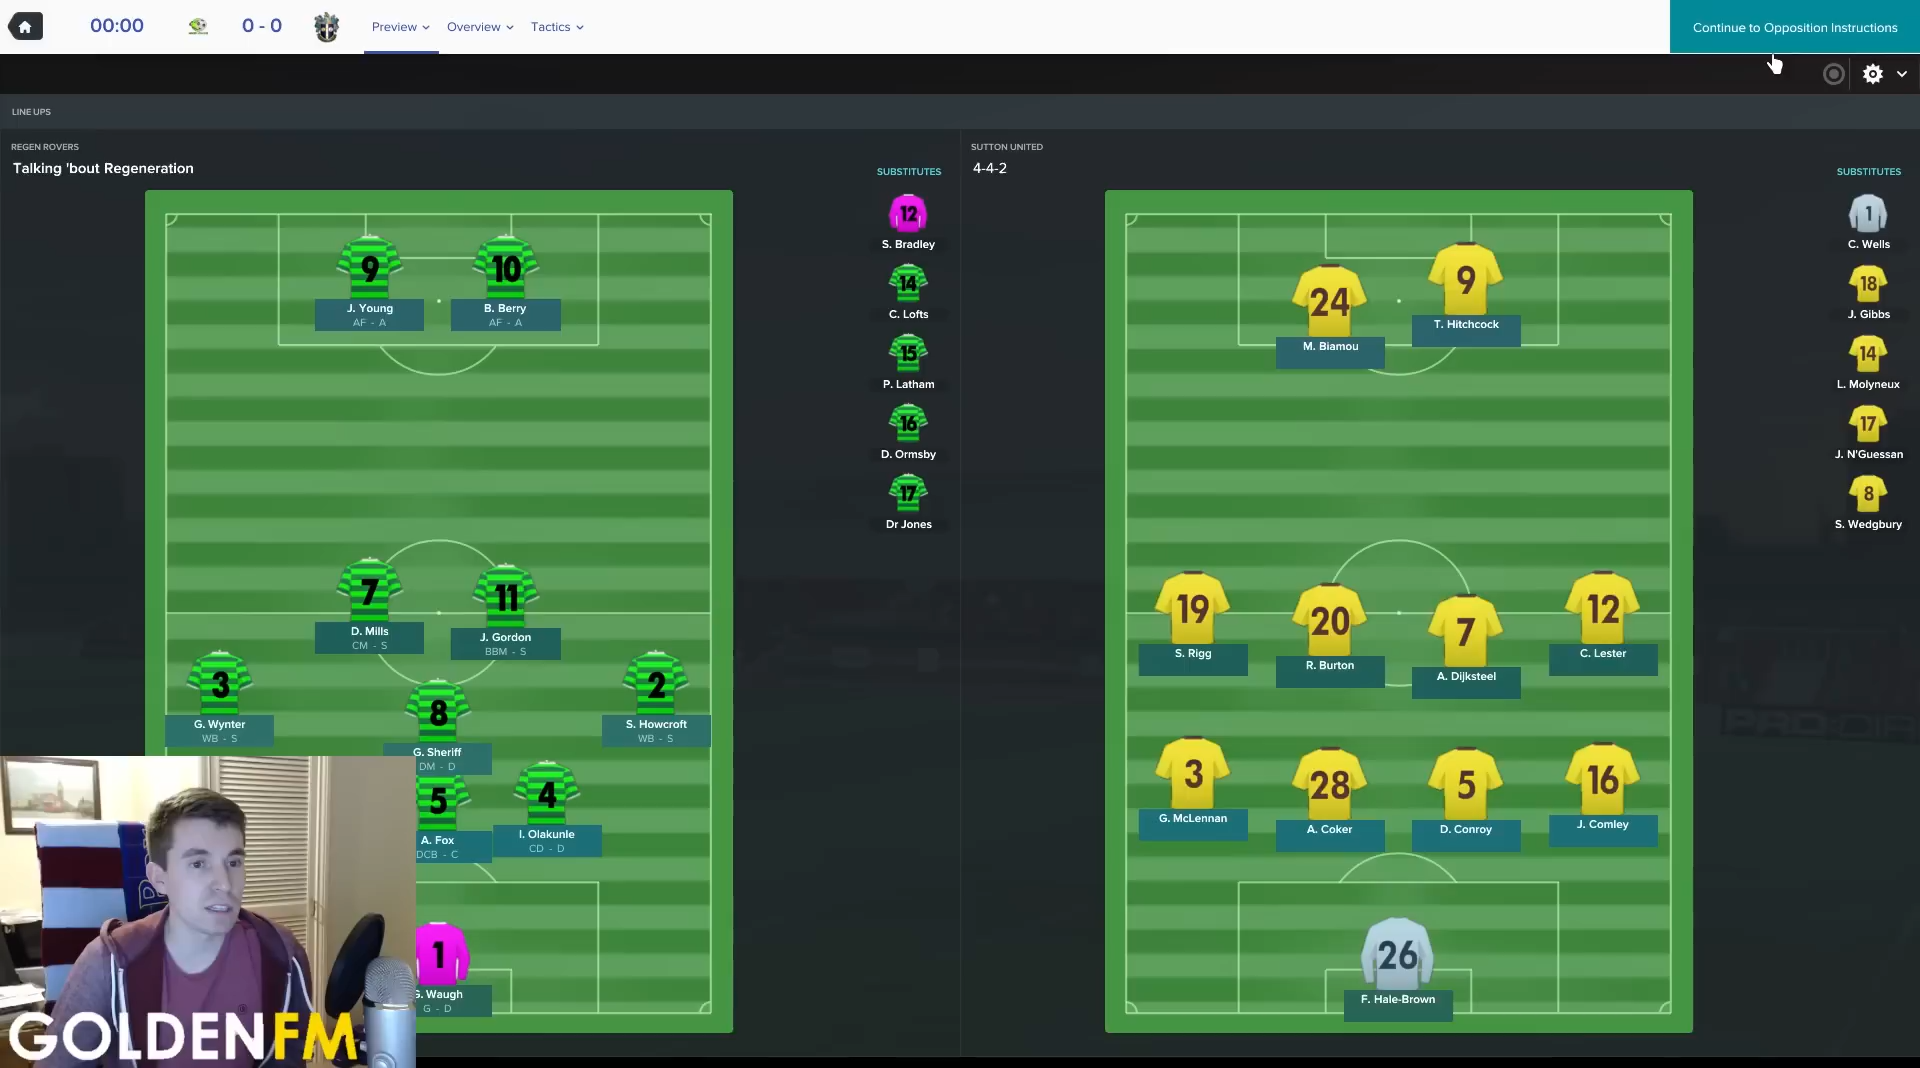 00:00
0 - 0
Preview
Overview
Tactics
Continue to Opposition Instructions
LINE UPS
REGEN ROVERS
Talking 'bout Regeneration
SUBSTITUTES
9
J. Young
AF - A
10
B. Berry
AF - A
7
D. Mills
CM - S
11
J. Gordon
BBM - S
3
G. Wynter
WB - S
8
G. Sheriff
DM - D
2
S. Howcroft
WB - S
5
A. Fox
DCB - C
4
I. Olakunle
CD - D
1
G. Waugh
G - D
12
S. Bradley
14
C. Lofts
15
P. Latham
16
D. Ormsby
17
Dr Jones
SUTTON UNITED
4-4-2
SUBSTITUTES
24
M. Biamou
9
T. Hitchcock
19
S. Rigg
20
R. Burton
7
A. Dijksteel
12
C. Lester
3
G. McLennan
28
A. Coker
5
D. Conroy
16
J. Comley
26
F. Hale-Brown
1
C. Wells
18
J. Gibbs
14
L. Molyneux
17
J. N'Guessan
8
S. Wedgbury
GOLDENFM